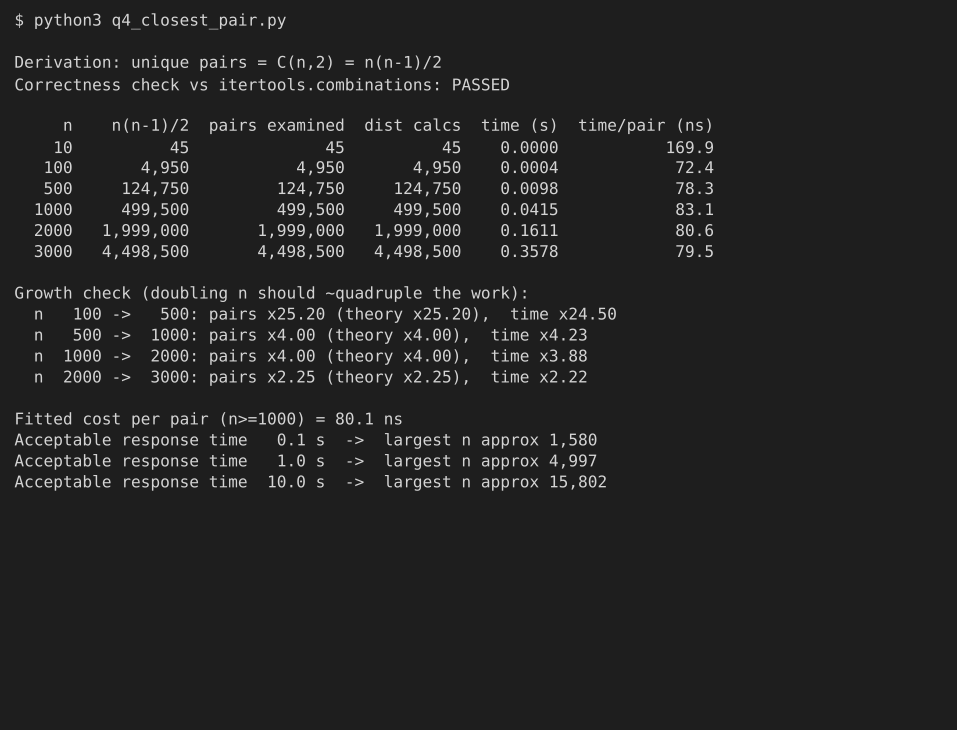 $ python3 q4_closest_pair.py
Derivation: unique pairs = C(n,2) = n(n-1)/2
Correctness check vs itertools.combinations: PASSED
     n    n(n-1)/2  pairs examined  dist calcs  time (s)  time/pair (ns)
    10          45              45          45    0.0000           169.9
   100       4,950           4,950       4,950    0.0004            72.4
   500     124,750         124,750     124,750    0.0098            78.3
  1000     499,500         499,500     499,500    0.0415            83.1
  2000   1,999,000       1,999,000   1,999,000    0.1611            80.6
  3000   4,498,500       4,498,500   4,498,500    0.3578            79.5
Growth check (doubling n should ~quadruple the work):
  n   100 ->   500: pairs x25.20 (theory x25.20),  time x24.50
  n   500 ->  1000: pairs x4.00 (theory x4.00),  time x4.23
  n  1000 ->  2000: pairs x4.00 (theory x4.00),  time x3.88
  n  2000 ->  3000: pairs x2.25 (theory x2.25),  time x2.22
Fitted cost per pair (n>=1000) = 80.1 ns
Acceptable response time   0.1 s  ->  largest n approx 1,580
Acceptable response time   1.0 s  ->  largest n approx 4,997
Acceptable response time  10.0 s  ->  largest n approx 15,802